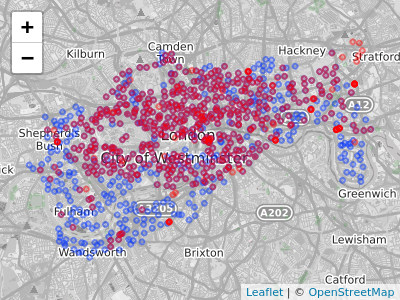 +
−
Kilburn
Camden
Town
Hackney
Stratford
A12
Shepherd's
Bush
London
City of Westminster
Greenwich
Fulham
A202
Wandsworth
Brixton
Lewisham
Catford
Leaflet | © OpenStreetMap